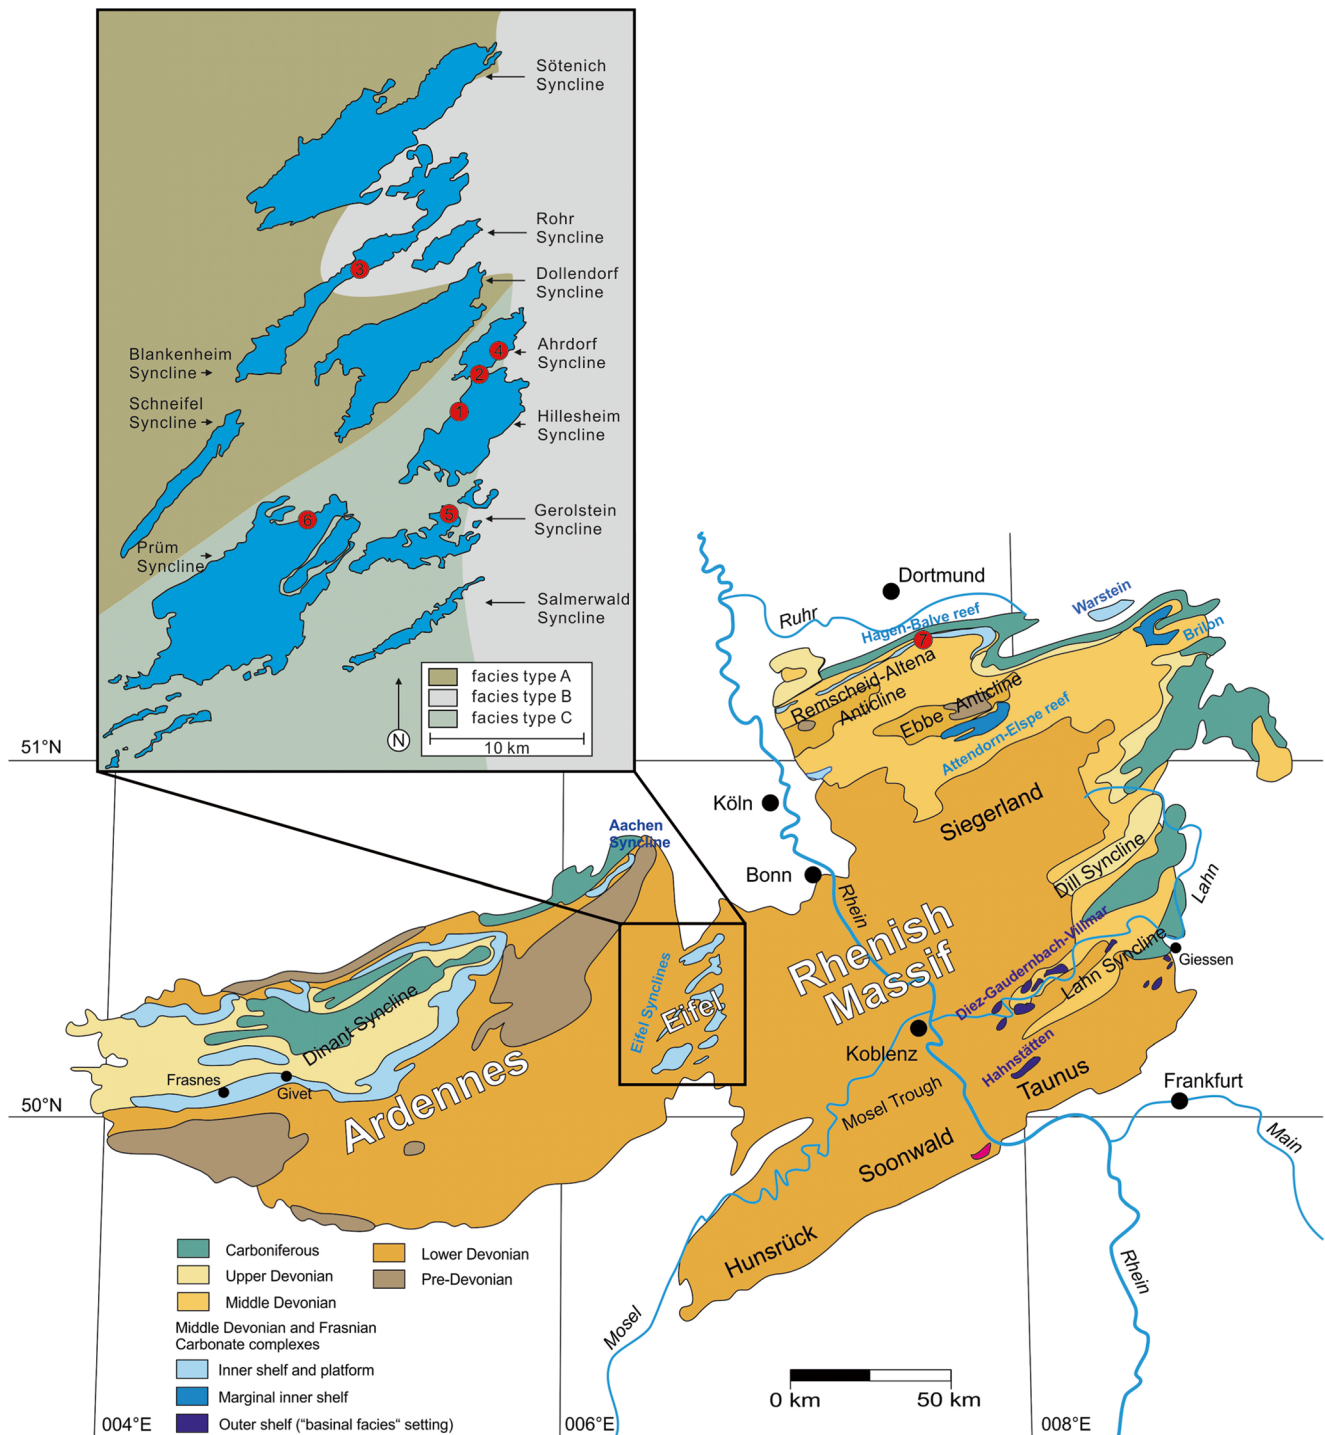 Sötenich
Syncline
Rohr
Syncline
3
Dollendorf
Syncline
Ahrdorf
Syncline
4
2
Blankenheim
Syncline
Schneifel
Syncline
1
Hillesheim
Syncline
Gerolstein
Syncline
5
6
Prüm
Syncline
Salmerwald
Syncline
facies type A
facies type B
facies type C
N
10 km
Dortmund
Ruhr
Hagen-Balve reef
7
Warstein
Brilon
Remscheid-Altena
Anticline
Ebbe Anticline
Attendorn-Elspe reef
51°N
Köln
Siegerland
Aachen
Syncline
Bonn
Rhein
Dill Syncline
Lahn
Rhenish
Massif
Diez-Gaudernbach-Villmar
Lahn Syncline
Giessen
Eifel Synclines
Eifel
Dinant Syncline
Koblenz
Hahnstätten
Taunus
Frasnes
Givet
Ardennes
50°N
Mosel Trough
Frankfurt
Main
Soonwald
Hunsrück
Rhein
Mosel
Carboniferous
Upper Devonian
Middle Devonian
Lower Devonian
Pre-Devonian
Middle Devonian and Frasnian
Carbonate complexes
Inner shelf and platform
Marginal inner shelf
Outer shelf ("basinal facies" setting)
0 km
50 km
004°E
006°E
008°E